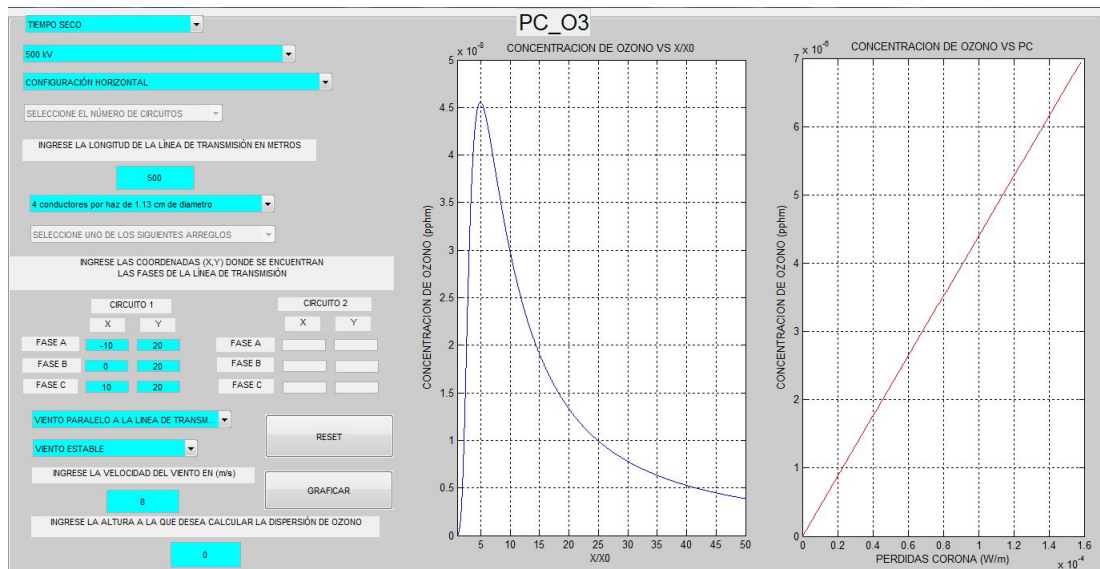 PC_O3
TIEMPO SECO
500 kV
CONFIGURACIÓN HORIZONTAL
SELECCIONE EL NÚMERO DE CIRCUITOS
INGRESE LA LONGITUD DE LA LÍNEA DE TRANSMISIÓN EN METROS
500
4 conductores por haz de 1.13 cm de diametro
SELECCIONE UNO DE LOS SIGUIENTES ARREGLOS
INGRESE LAS COORDENADAS (X,Y) DONDE SE ENCUENTRAN
LAS FASES DE LA LÍNEA DE TRANSMISIÓN
CIRCUITO 1
X Y
FASE A -10 20
FASE B 0 20
FASE C 10 20
CIRCUITO 2
X Y
FASE A
FASE B
FASE C
VIENTO PARALELO A LA LINEA DE TRANSM...
VIENTO ESTABLE
INGRESE LA VELOCIDAD DEL VIENTO EN (m/s)
8
RESET
GRAFICAR
INGRESE LA ALTURA A LA QUE DESEA CALCULAR LA DISPERSIÓN DE OZONO
0
CONCENTRACION DE OZONO VS X/X0
x 10^-8
CONCENTRACION DE OZONO (pphm)
5
4.5
4
3.5
3
2.5
2
1.5
1
0.5
0
5 10 15 20 25 30 35 40 45 50
X/X0
CONCENTRACION DE OZONO VS PC
x 10^-6
CONCENTRACION DE OZONO (pphm)
7
6
5
4
3
2
1
0
0 0.2 0.4 0.6 0.8 1 1.2 1.4 1.6
x 10^-4
PERDIDAS CORONA (W/m)